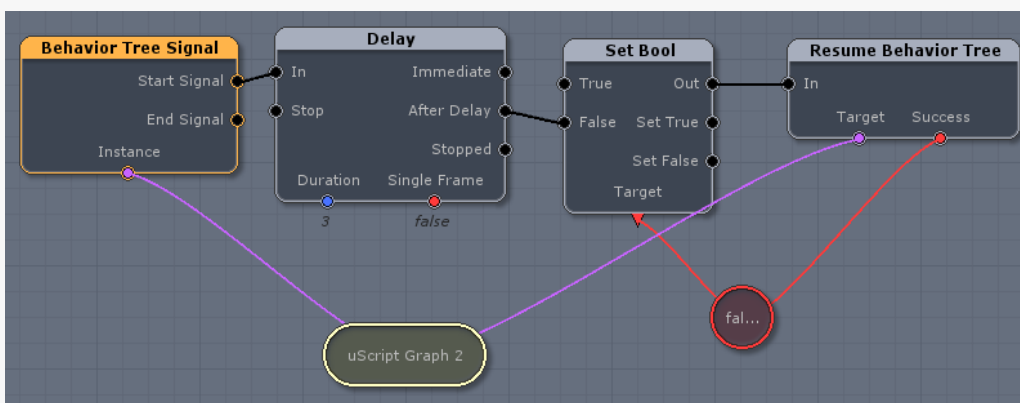 Behavior Tree Signal
Start Signal
End Signal
Instance
Delay
In
Immediate
Stop
After Delay
Stopped
Duration
Single Frame
3
false
Set Bool
True
Out
False
Set True
Set False
Target
Resume Behavior Tree
In
Target
Success
uScript Graph 2
fal...